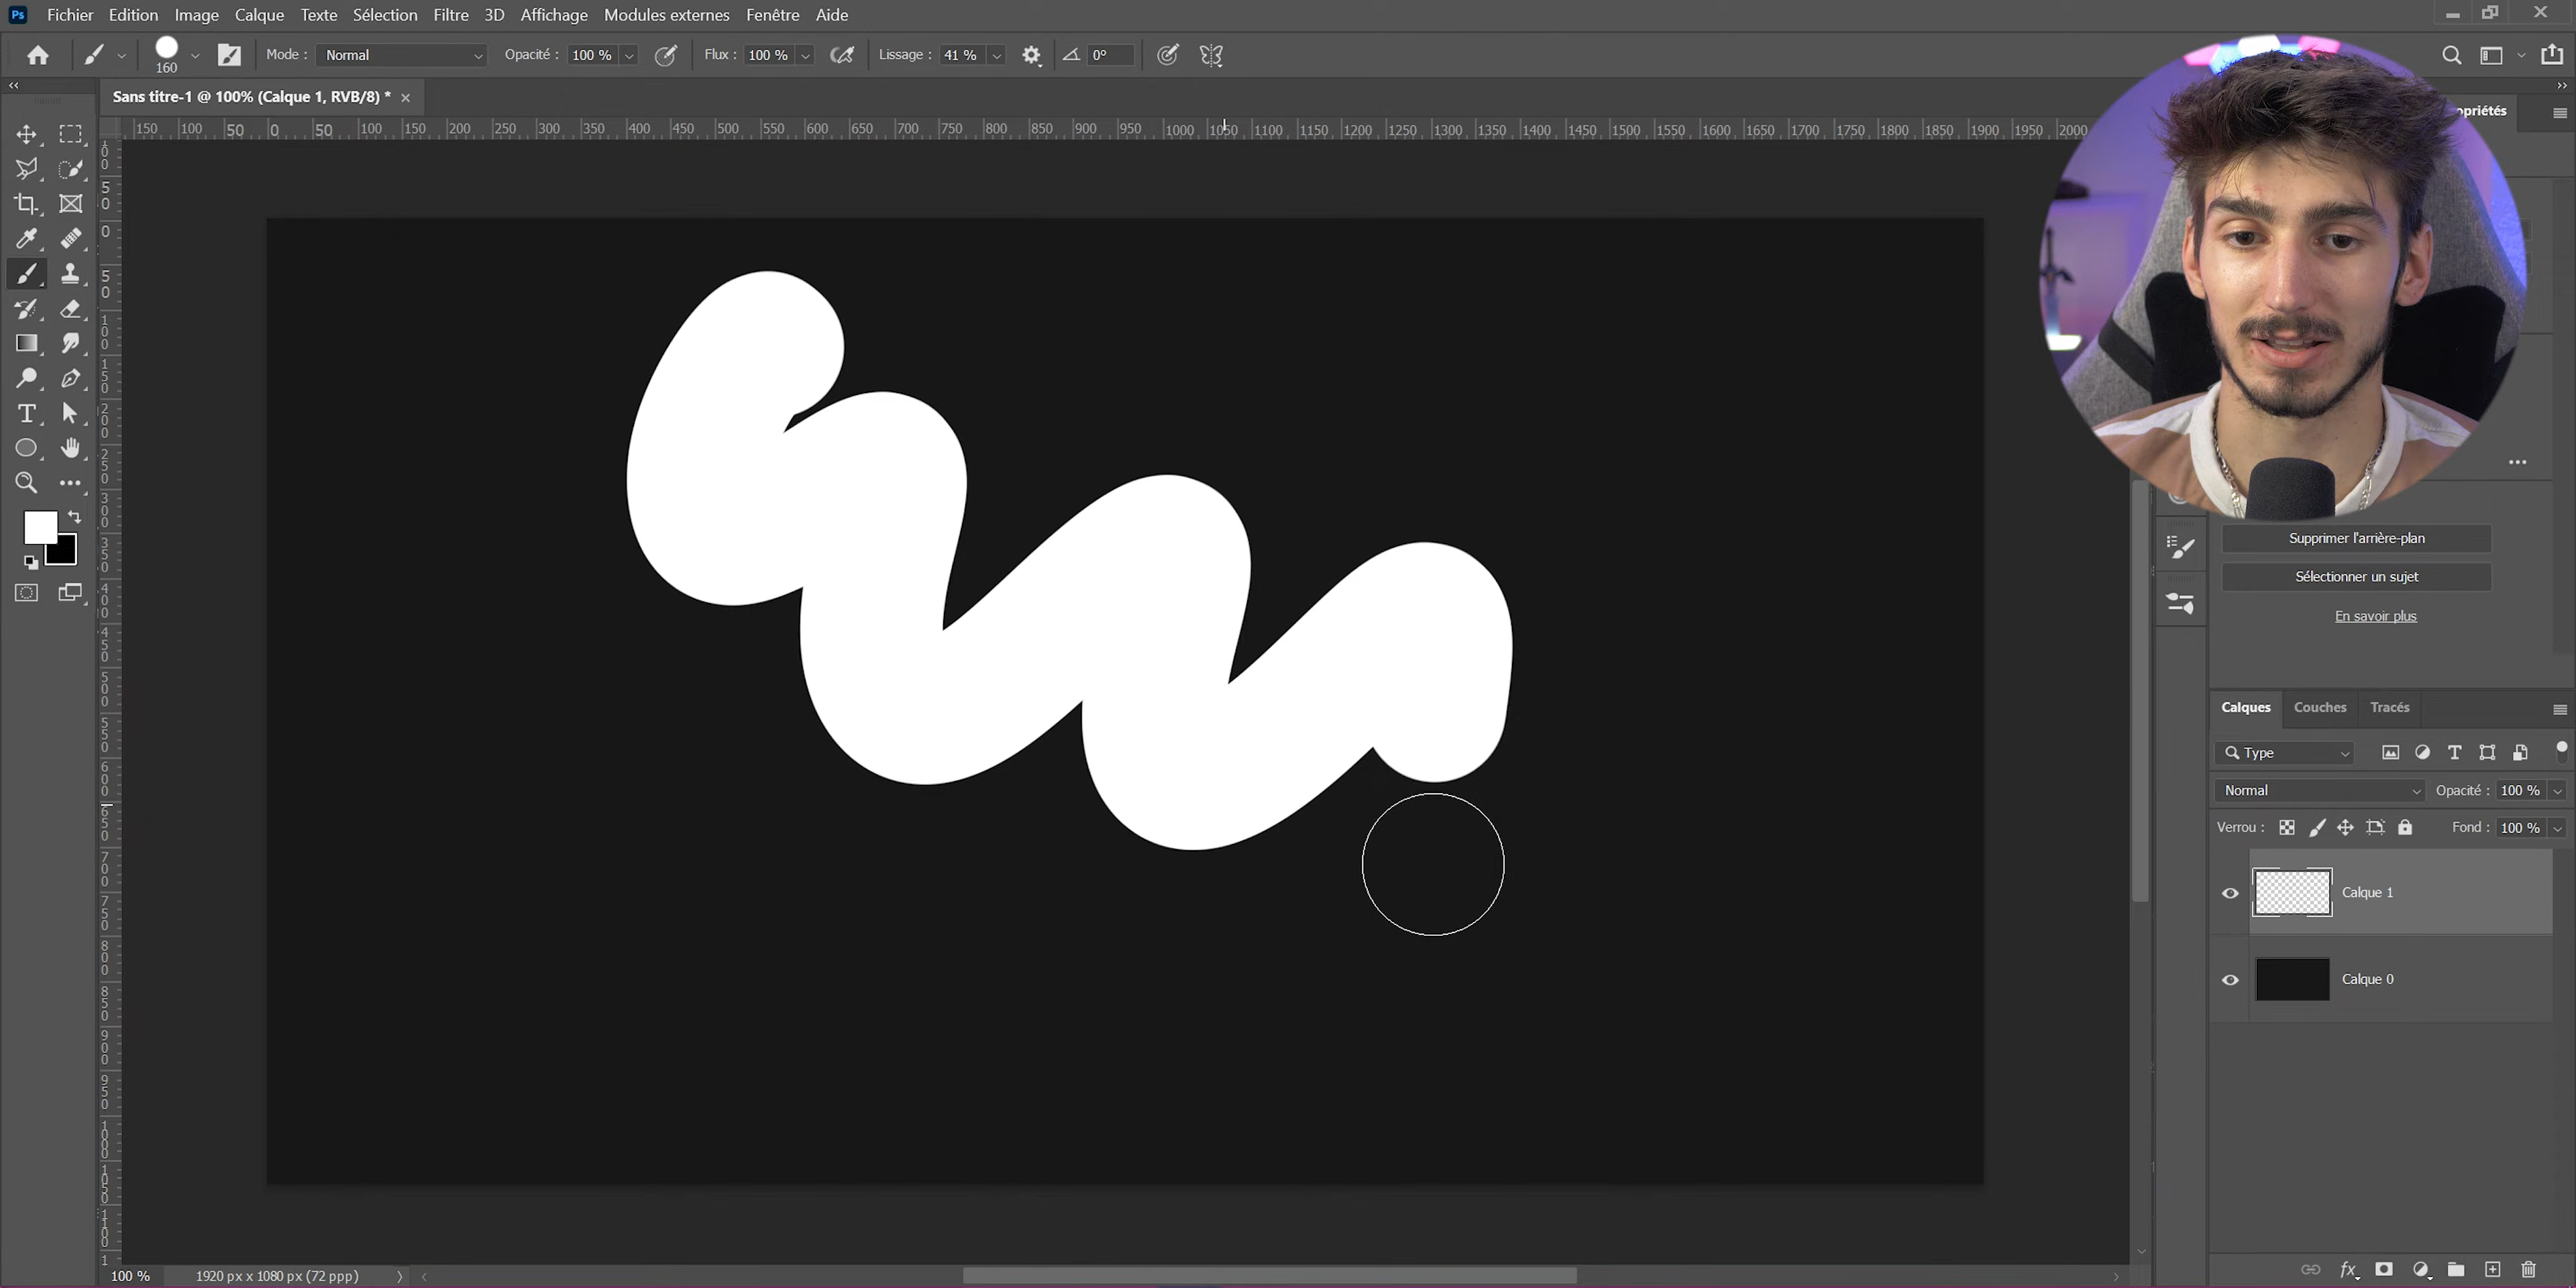 Ps Fichier Edition Image Calque Texte Sélection Filtre 3D Affichage Modules externes Fenêtre Aide
160 Mode : Normal Opacité : 100 % Flux : 100 % Lissage : 41 % 0°
Sans titre-1 @ 100% (Calque 1, RVB/8) *
opriétés
150 100 50 0 50 100 150 200 250 300 350 400 450 500 550 600 650 700 750 800 850 900 950 1000 1050 1100 1150 1200 1250 1300 1350 1400 1450 1500 1550 1600 1650 1700 1750 1800 1850 1900 1950 2000
Supprimer l'arrière-plan
Sélectionner un sujet
En savoir plus
Calques Couches Tracés
Type
Normal Opacité : 100 %
Verrou : Fond : 100 %
Calque 1
Calque 0
100 % 1920 px x 1080 px (72 ppp)